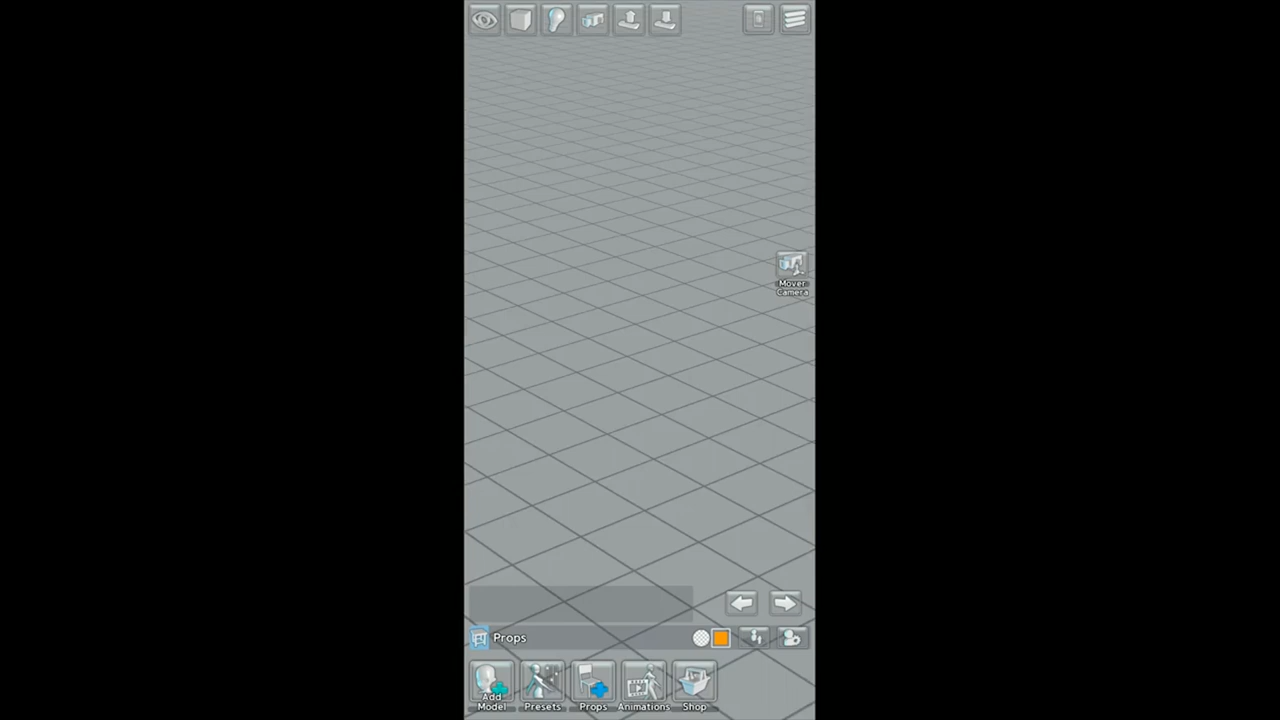 Mover
Camera
Props
Add
Model
Presets
Props
Animations
Shop